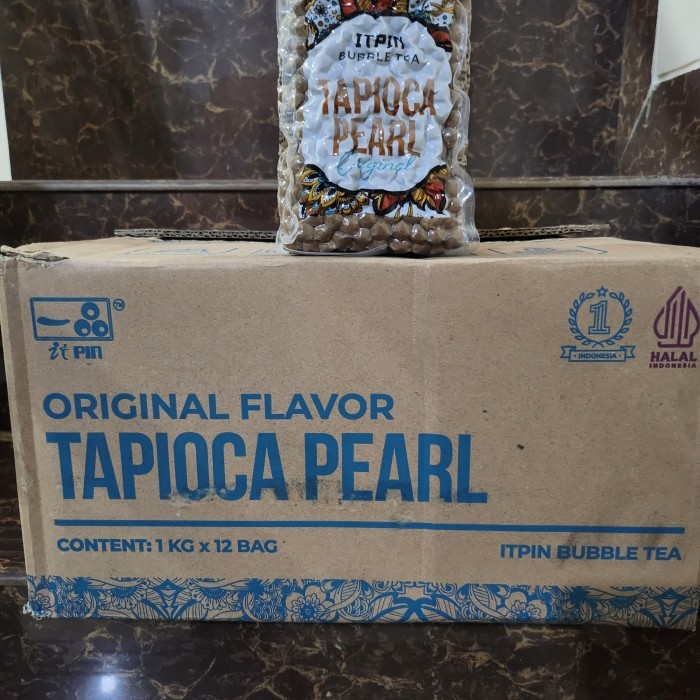 ITPIN
BUBBLE TEA
TAPIOCA
PEARL
Original
TM
it PIN
1
INDONESIA
HALAL
INDONESIA
ORIGINAL FLAVOR
TAPIOCA PEARL
CONTENT: 1 KG x 12 BAG
ITPIN BUBBLE TEA